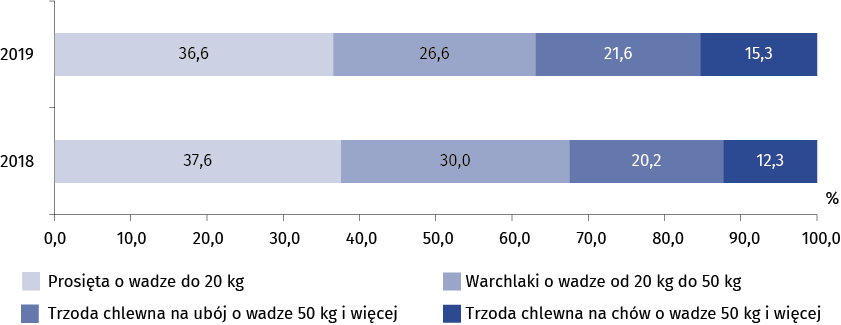 2019 36,6 26,6 21,6 15,3
2018 37,6 30,0 20,2 12,3
%
0,0 10,0 20,0 30,0 40,0 50,0 60,0 70,0 80,0 90,0 100,0
Prosięta o wadze do 20 kg Warchlaki o wadze od 20 kg do 50 kg
Trzoda chlewna na ubój o wadze 50 kg i więcej Trzoda chlewna na chów o wadze 50 kg i więcej